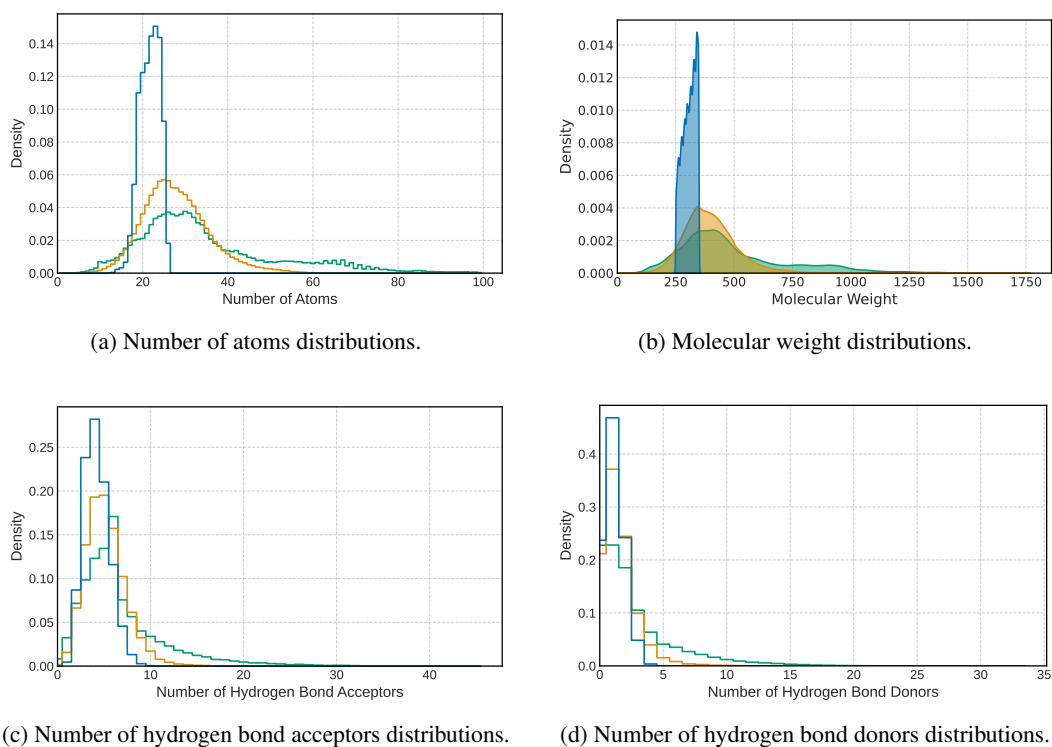 0.14
0.12
0.10
0.08
0.06
0.04
0.02
0.00
Density
0 20 40 60 80 100
Number of Atoms
(a) Number of atoms distributions.
0.014
0.012
0.010
0.008
0.006
0.004
0.002
0.000
Density
0 250 500 750 1000 1250 1500 1750
Molecular Weight
(b) Molecular weight distributions.
0.25
0.20
0.15
0.10
0.05
0.00
Density
0 10 20 30 40
Number of Hydrogen Bond Acceptors
(c) Number of hydrogen bond acceptors distributions.
0.4
0.3
0.2
0.1
0.0
Density
0 5 10 15 20 25 30 35
Number of Hydrogen Bond Donors
(d) Number of hydrogen bond donors distributions.